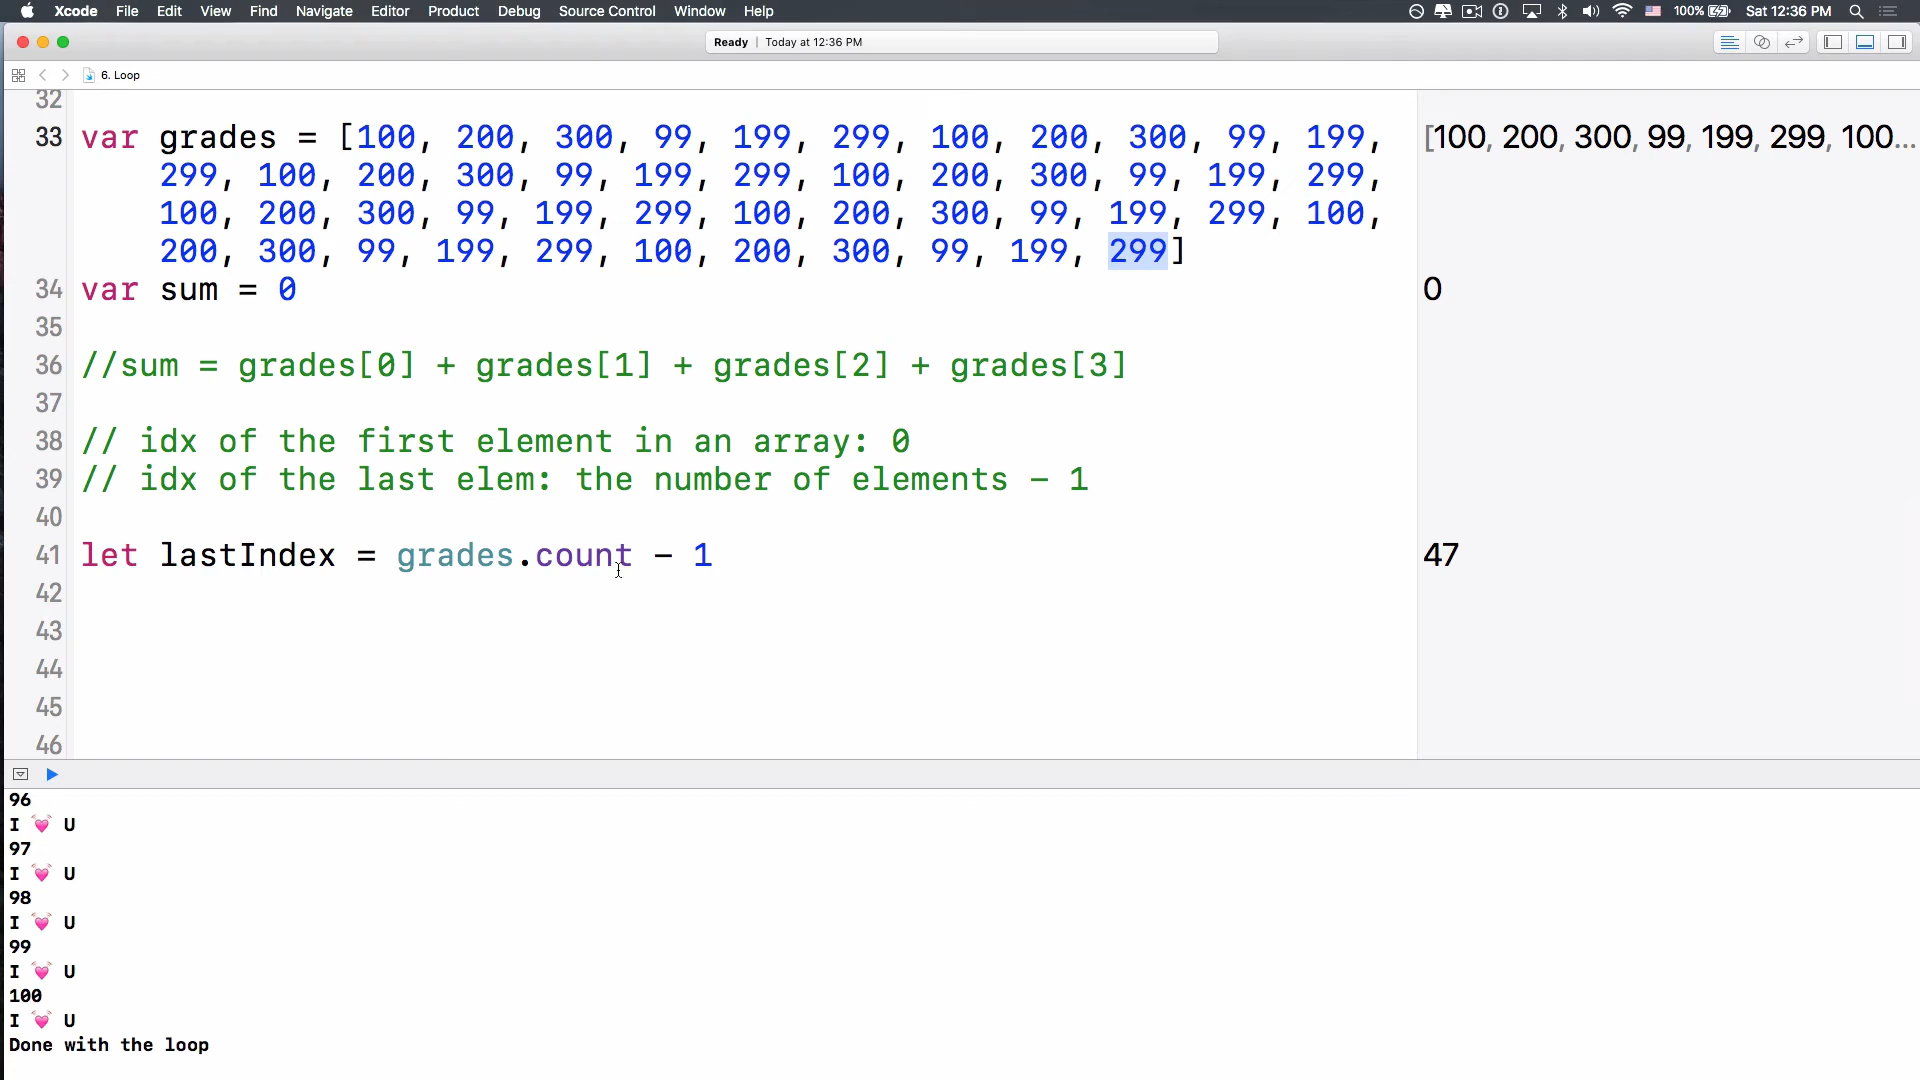 Xcode File Edit View Find Navigate Editor Product Debug Source Control Window Help 100% Sat 12:36 PM
Ready | Today at 12:36 PM
6. Loop
32
33 var grades = [100, 200, 300, 99, 199, 299, 100, 200, 300, 99, 199, [100, 200, 300, 99, 199, 299, 100...
299, 100, 200, 300, 99, 199, 299, 100, 200, 300, 99, 199, 299,
100, 200, 300, 99, 199, 299, 100, 200, 300, 99, 199, 299, 100,
200, 300, 99, 199, 299, 100, 200, 300, 99, 199, 299]
34 var sum = 0 0
35
36 //sum = grades[0] + grades[1] + grades[2] + grades[3]
37
38 // idx of the first element in an array: 0
39 // idx of the last elem: the number of elements - 1
40
41 let lastIndex = grades.count - 1 47
42
43
44
45
46
96
I 💓 U
97
I 💓 U
98
I 💓 U
99
I 💓 U
100
I 💓 U
Done with the loop